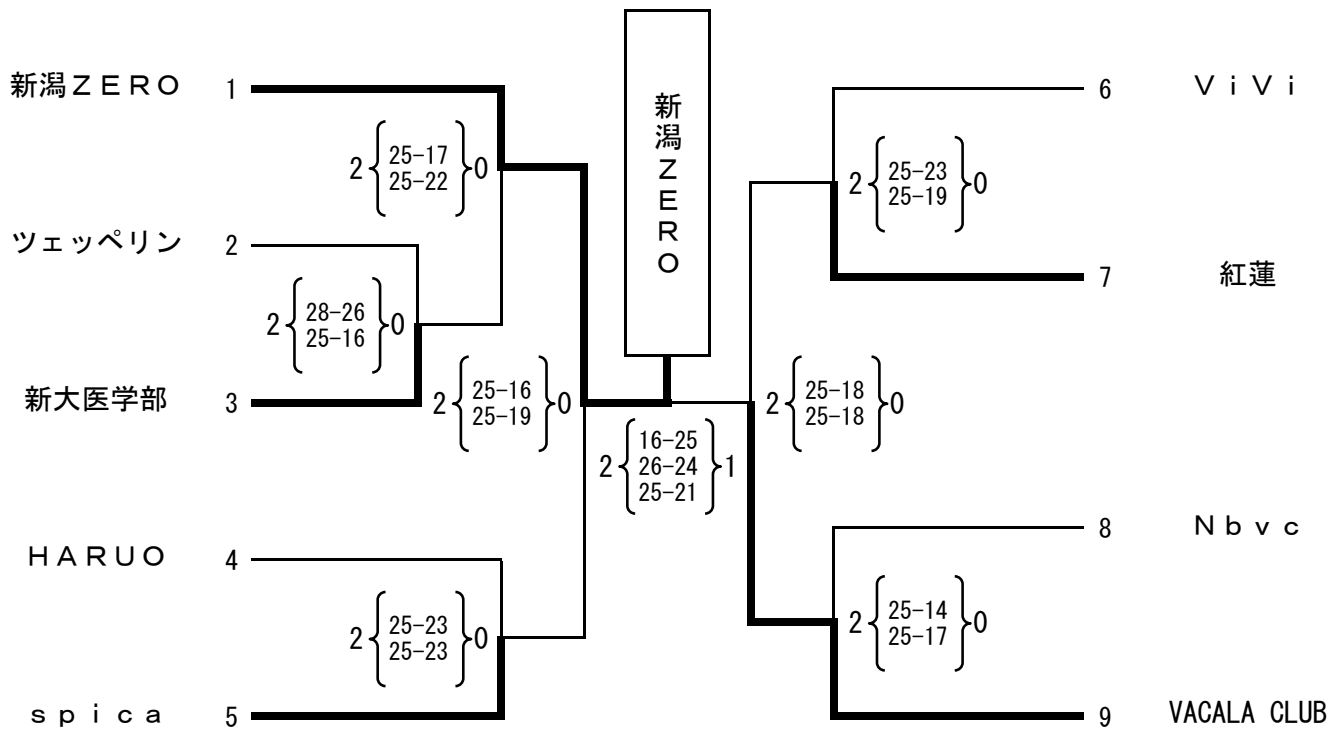 新潟ＺＥＲＯ 1
2 25-17 0
25-22
ツェッペリン 2
2 28-26 0
25-16
新大医学部 3
2 25-16 0
25-19
ＨＡＲＵＯ 4
2 25-23 0
25-23
ｓｐｉｃａ 5
新潟ＺＥＲＯ
2 16-25 1
26-24
25-21
6 ＶｉＶｉ
2 25-23 0
25-19
7 紅蓮
2 25-18 0
25-18
8 Ｎｂｖｃ
2 25-14 0
25-17
9 VACALA CLUB